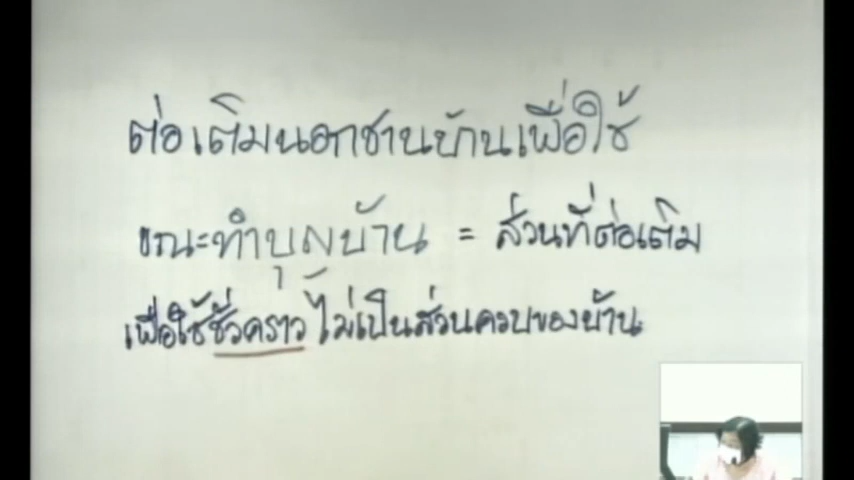 ต่อเติมนอกชานบ้านเพื่อใช้
ขณะทำบุญบ้าน = ส่วนที่ต่อเติม
เพื่อใช้ชั่วคราว ไม่เป็นส่วนควบของบ้าน